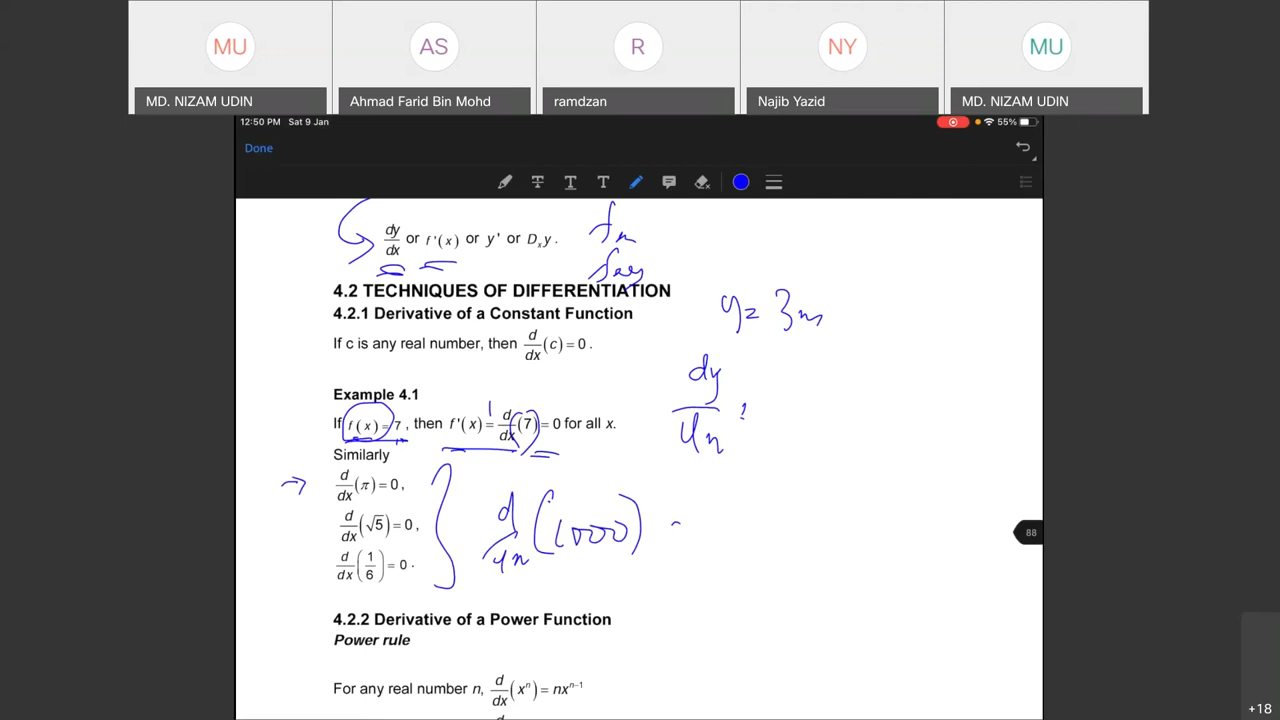 MU AS R NY MU
MD. NIZAM UDIN Ahmad Farid Bin Mohd ramdzan Najib Yazid MD. NIZAM UDIN
12:50 PM Sat 9 Jan 55%
Done
dy/dx or f'(x) or y' or Dₓy.
4.2 TECHNIQUES OF DIFFERENTIATION
4.2.1 Derivative of a Constant Function
y = 3x
If c is any real number, then d/dx (c) = 0.
dy/dx :
Example 4.1
If f(x) = 7, then f'(x) = d/dx (7) = 0 for all x.
Similarly
→ d/dx (π) = 0,
d/dx (√5) = 0,
d/dx (1000)
d/dx (1/6) = 0.
88
4.2.2 Derivative of a Power Function
Power rule
For any real number n, d/dx (xⁿ) = nxⁿ⁻¹
+18